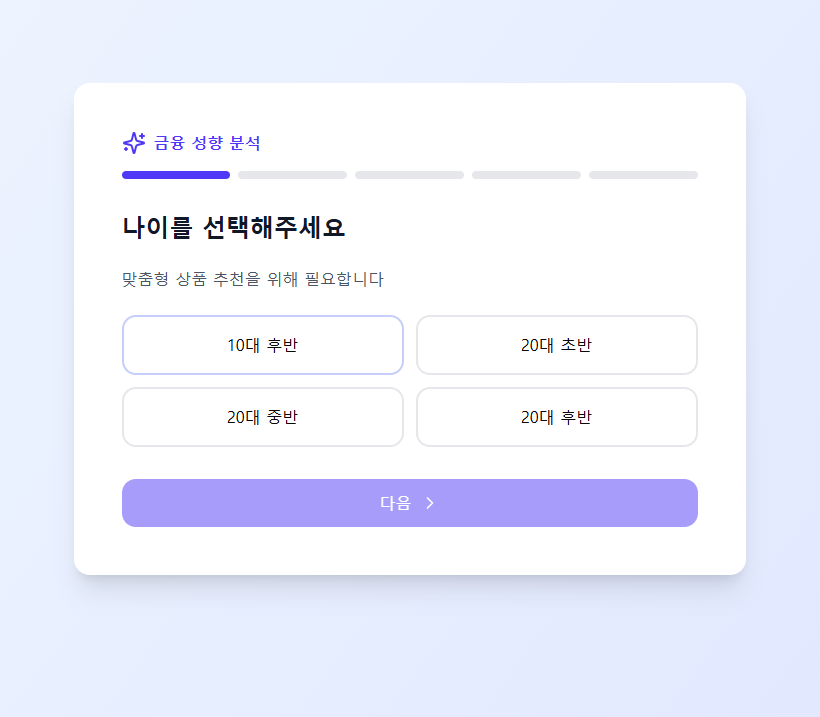 금융 성향 분석
나이를 선택해주세요
맞춤형 상품 추천을 위해 필요합니다
10대 후반
20대 초반
20대 중반
20대 후반
다음